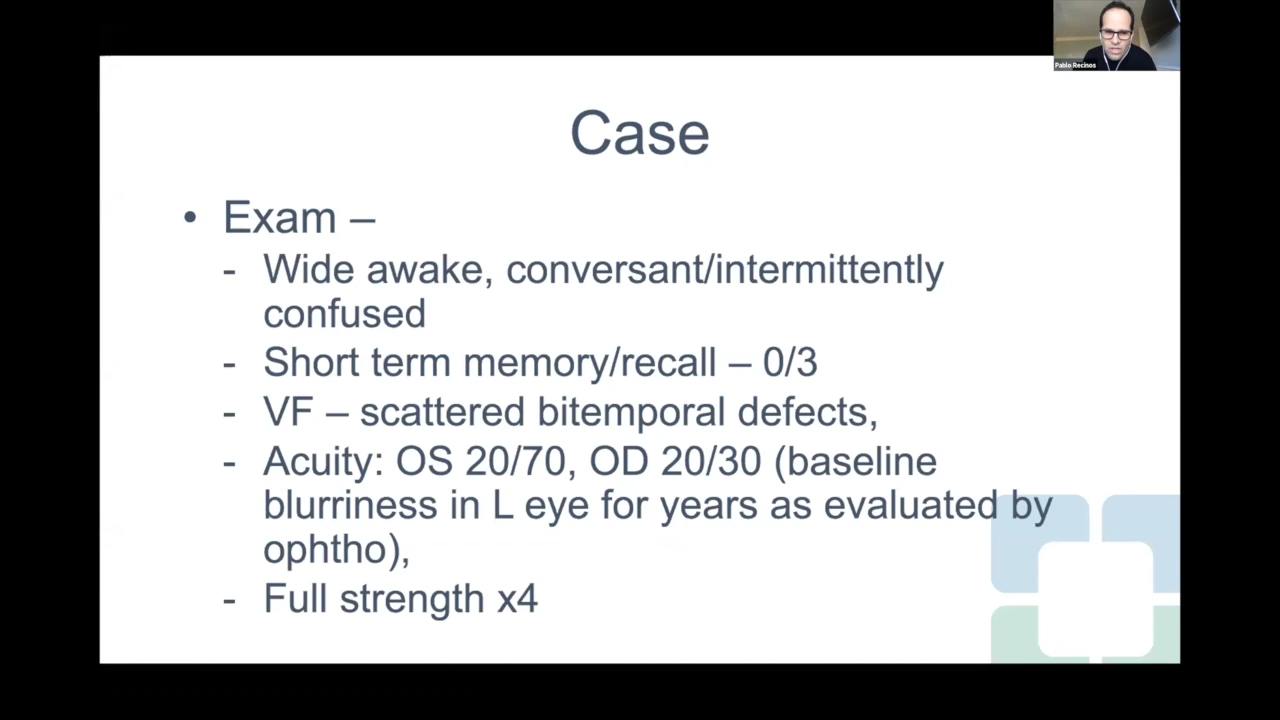 Pablo Recinos
Case
• Exam –
- Wide awake, conversant/intermittently
confused
- Short term memory/recall – 0/3
- VF – scattered bitemporal defects,
- Acuity: OS 20/70, OD 20/30 (baseline
blurriness in L eye for years as evaluated by
ophtho),
- Full strength x4